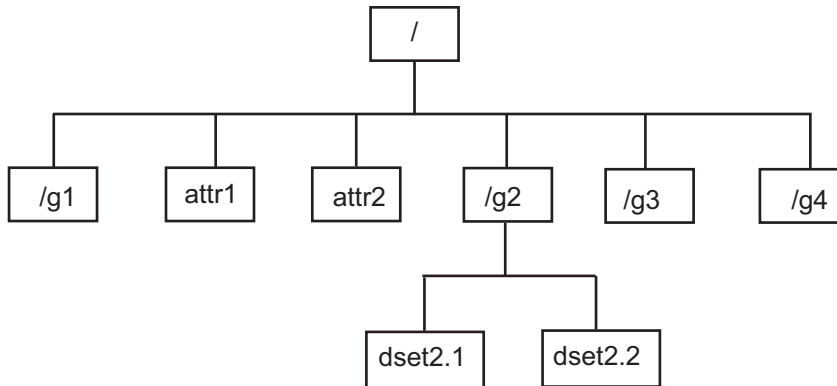 /
/g1
attr1
attr2
/g2
/g3
/g4
dset2.1
dset2.2